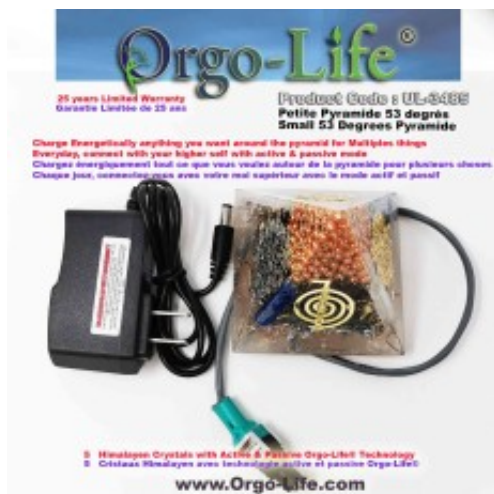 Orgo-Life®
25 years Limited Warranty
Garantie Limitée de 25 ans
Product Code : UL-3485
Petite Pyramide 53 degrés
Small 53 Degrees Pyramide
Charge Energetically anything you want around the pyramid for Multiples things
Everyday, connect with your higher self with active & passive mode
Chargez énergiquement tout ce que vous voulez autour de la pyramide pour plusieurs choses
Chaque jour, connectez-vous avec votre moi supérieur avec le mode actif et passif
5 Himalayen Crystals with Active & Passive Orgo-Life® Technology
5 Cristaux Himalayen avec technologie active et passive Orgo-Life®
www.Orgo-Life.com